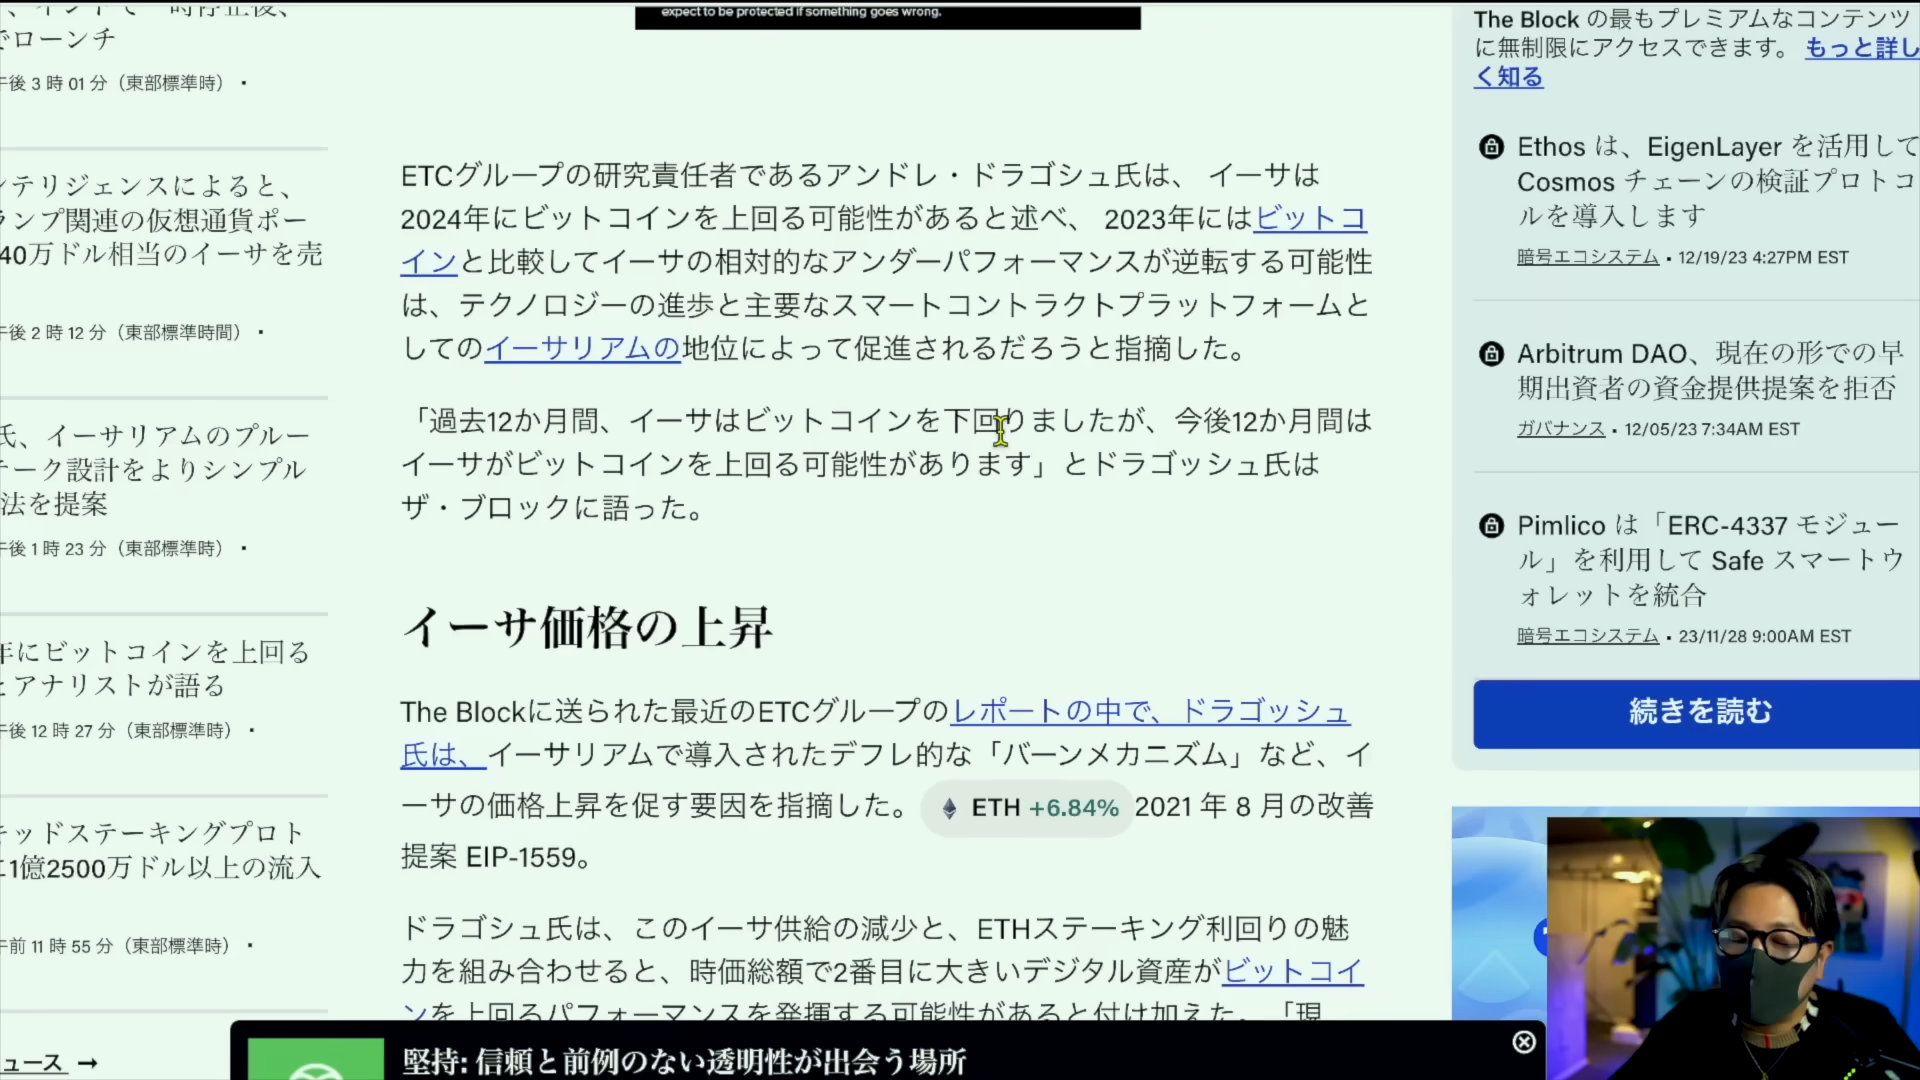 expect to be protected if something goes wrong.
でローンチ
午後 3 時 01 分（東部標準時） ・
ンテリジェンスによると、
ランプ関連の仮想通貨ポー
40万ドル相当のイーサを売
午後 2 時 12 分（東部標準時間） ・
氏、イーサリアムのプルー
テーク設計をよりシンプル
法を提案
午後 1 時 23 分（東部標準時） ・
年にビットコインを上回る
とアナリストが語る
午後 12 時 27 分（東部標準時） ・
キッドステーキングプロト
に1億2500万ドル以上の流入
午前 11 時 55 分（東部標準時） ・
ュース →
ETCグループの研究責任者であるアンドレ・ドラゴシュ氏は、 イーサは
2024年にビットコインを上回る可能性があると述べ、 2023年にはビットコ
インと比較してイーサの相対的なアンダーパフォーマンスが逆転する可能性
は、テクノロジーの進歩と主要なスマートコントラクトプラットフォームと
してのイーサリアムの地位によって促進されるだろうと指摘した。
「過去12か月間、イーサはビットコインを下回りましたが、今後12か月間は
イーサがビットコインを上回る可能性があります」とドラゴッシュ氏は
ザ・ブロックに語った。
イーサ価格の上昇
The Blockに送られた最近のETCグループのレポートの中で、ドラゴッシュ
氏は、イーサリアムで導入されたデフレ的な「バーンメカニズム」など、イ
ーサの価格上昇を促す要因を指摘した。 ETH +6.84% 2021 年 8 月の改善
提案 EIP-1559。
ドラゴシュ氏は、このイーサ供給の減少と、ETHステーキング利回りの魅
力を組み合わせると、時価総額で2番目に大きいデジタル資産がビットコイ
ンを上回るパフォーマンスを発揮する可能性があると付け加えた。 「現
堅持: 信頼と前例のない透明性が出会う場所
The Block の最もプレミアムなコンテンツ
に無制限にアクセスできます。 もっと詳し
く知る
Ethos は、EigenLayer を活用して
Cosmos チェーンの検証プロトコ
ルを導入します
暗号エコシステム • 12/19/23 4:27PM EST
Arbitrum DAO、現在の形での早
期出資者の資金提供提案を拒否
ガバナンス • 12/05/23 7:34AM EST
Pimlico は「ERC-4337 モジュー
ル」を利用して Safe スマートウ
ォレットを統合
暗号エコシステム • 23/11/28 9:00AM EST
続きを読む